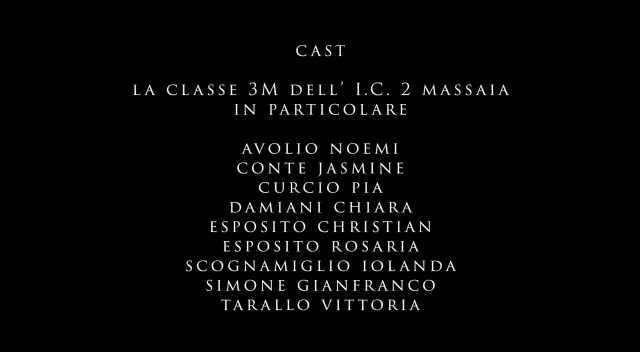 CAST
LA CLASSE 3M DELL' I.C. 2 MASSAIA
IN PARTICOLARE
AVOLIO NOEMI
CONTE JASMINE
CURCIO PIA
DAMIANI CHIARA
ESPOSITO CHRISTIAN
ESPOSITO ROSARIA
SCOGNAMIGLIO IOLANDA
SIMONE GIANFRANCO
TARALLO VITTORIA